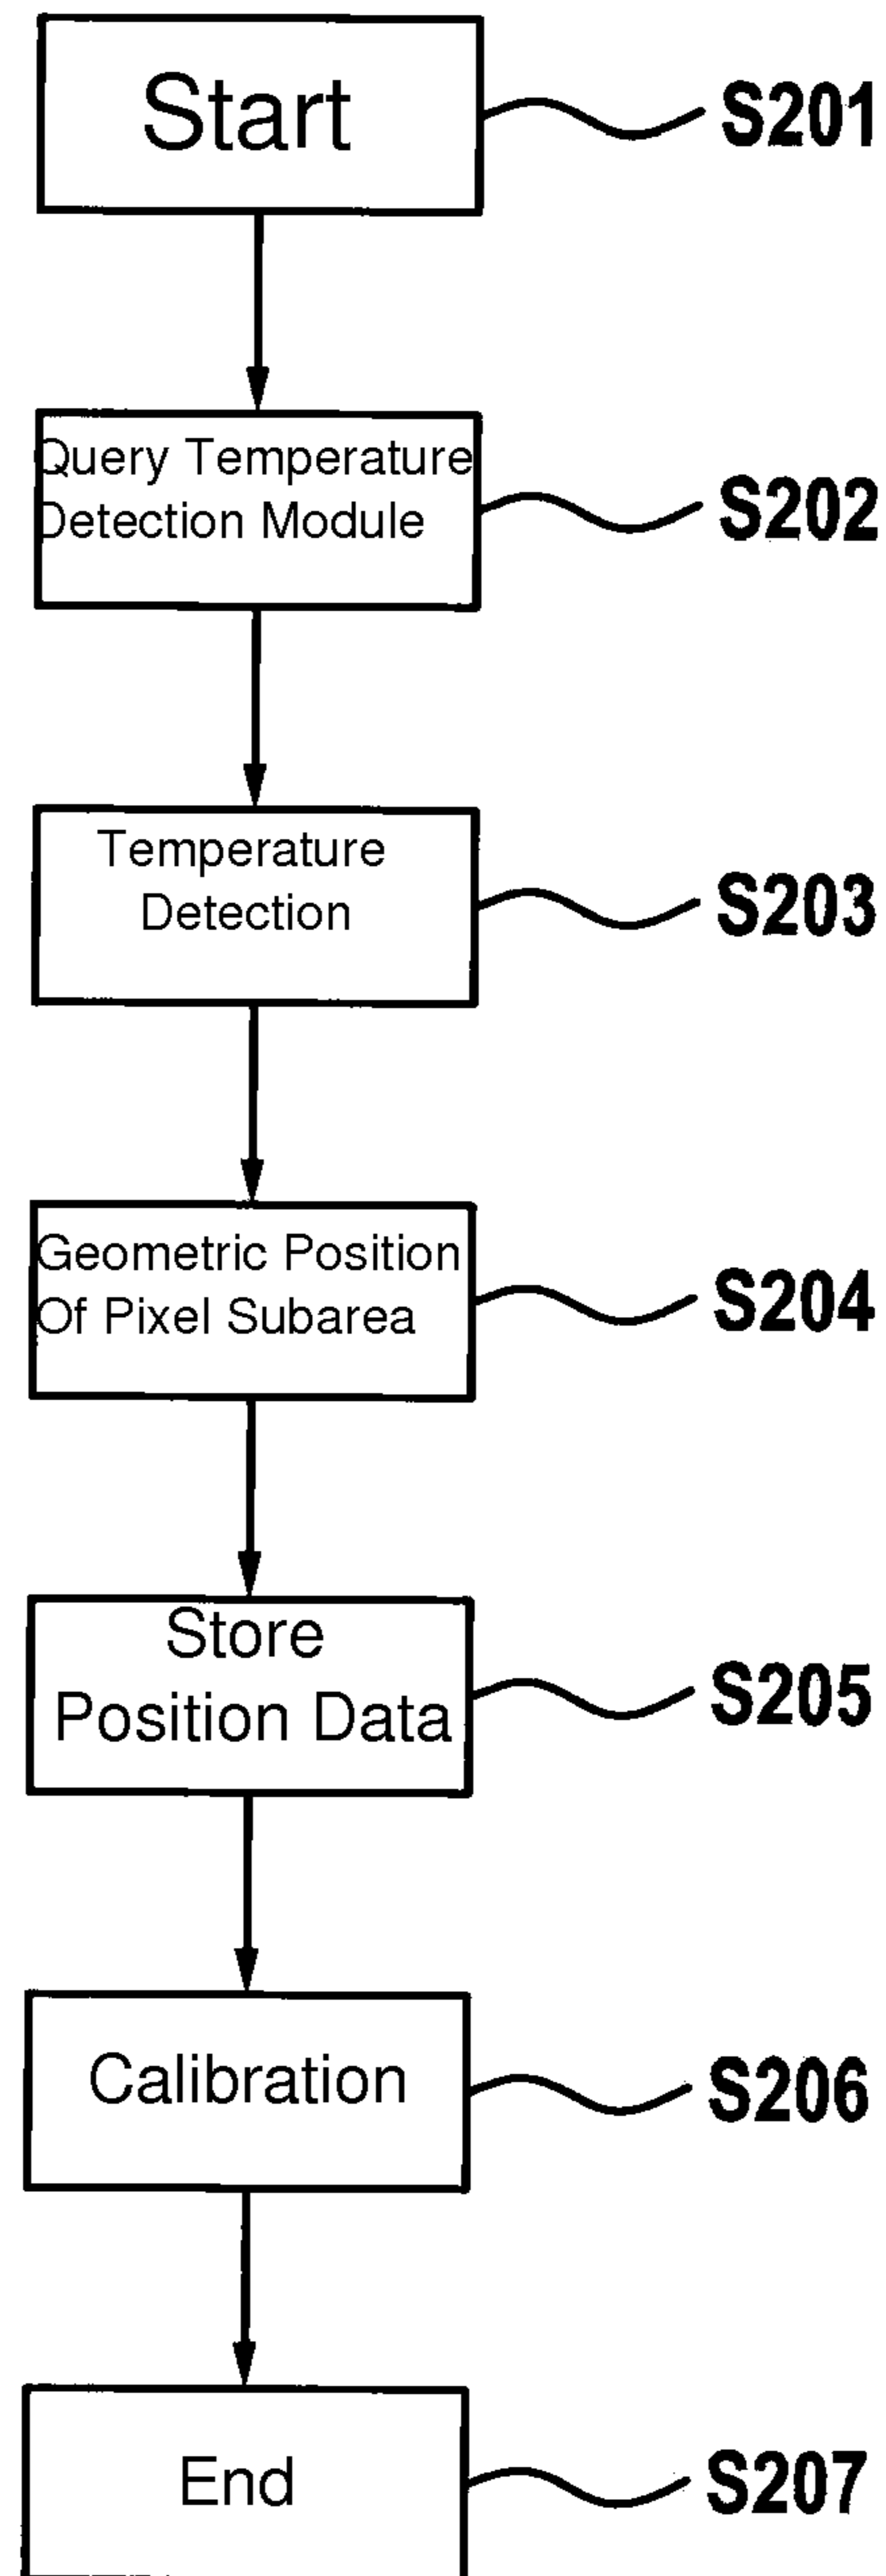 Start
S201
Query Temperature
Detection Module
S202
Temperature
Detection
S203
Geometric Position
Of Pixel Subarea
S204
Store
Position Data
S205
Calibration
S206
End
S207